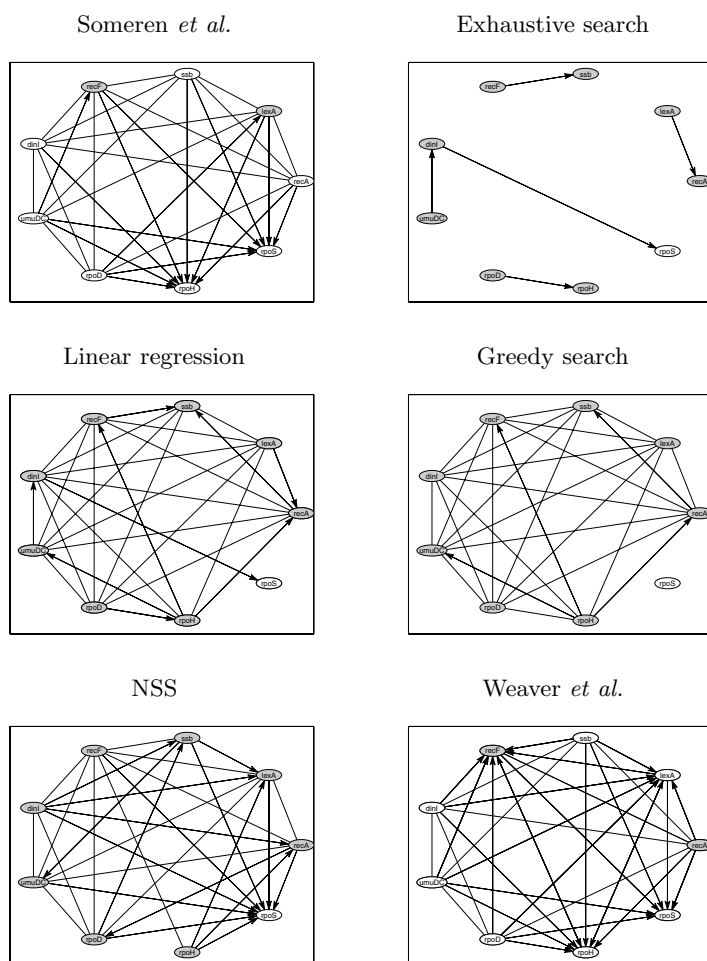 Someren et al.
Exhaustive search
ssb
recF
lexA
dinI
recA
umuDC
rpoS
rpoD
rpoH
ssb
recF
lexA
dinI
recA
umuDC
rpoS
rpoD
rpoH
Linear regression
Greedy search
ssb
recF
lexA
dinI
recA
umuDC
rpoS
rpoD
rpoH
ssb
recF
lexA
dinI
recA
umuDC
rpoS
rpoD
rpoH
NSS
Weaver et al.
ssb
recF
lexA
dinI
recA
umuDC
rpoS
rpoD
rpoH
ssb
recF
lexA
dinI
recA
umuDC
rpoS
rpoD
rpoH